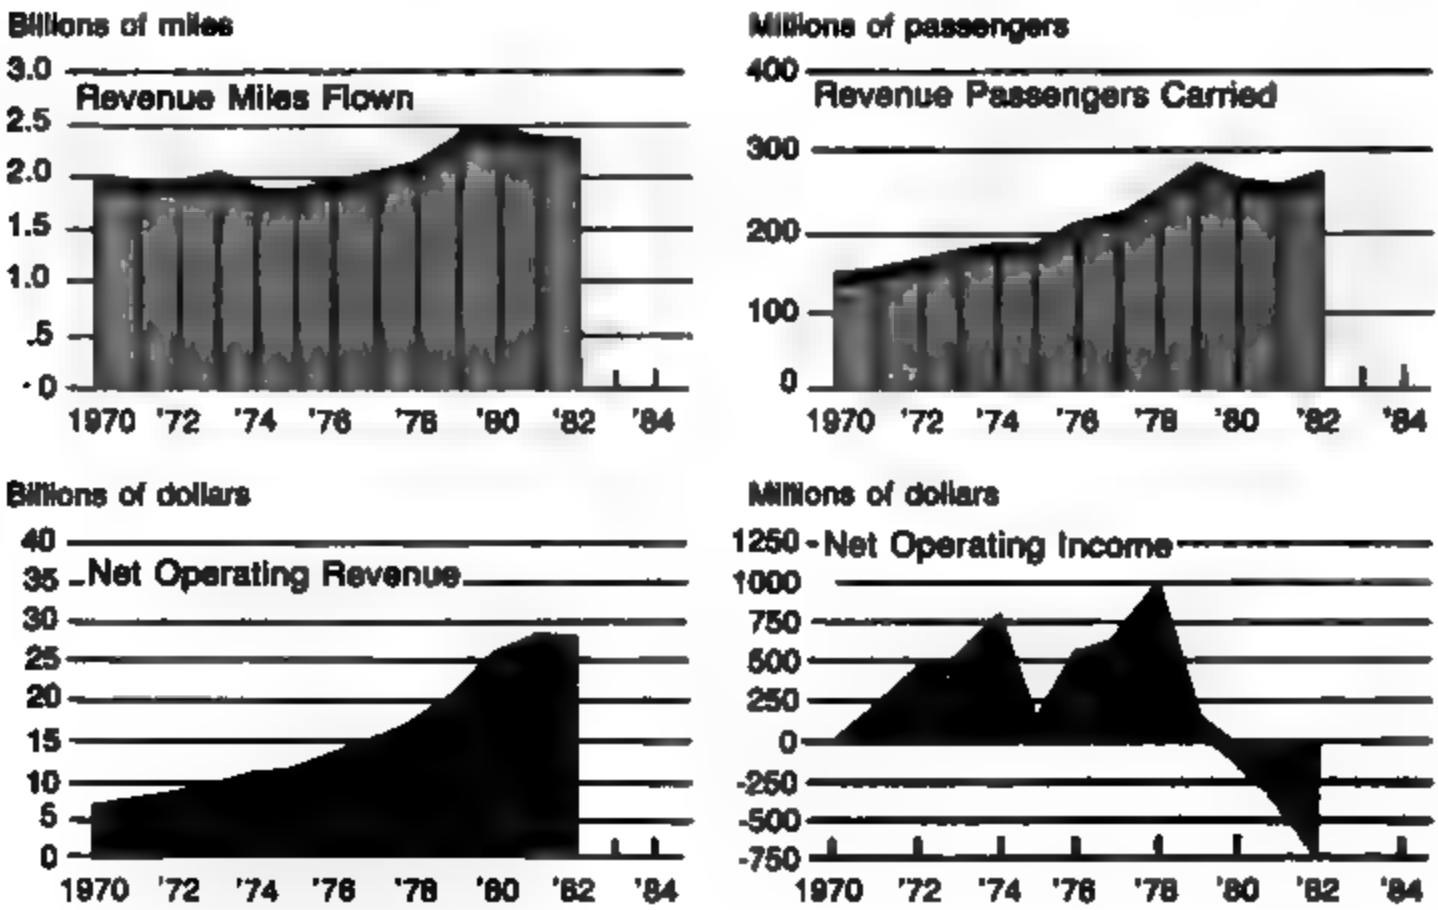 Billions of miles
3.0
Revenue Miles Flown
2.5
2.0
1.5
1.0
.5
0
1970 '72 '74 '76 '78 '80 '82 '84
Millions of passengers
400
Revenue Passengers Carried
300
200
100
0
1970 '72 '74 '76 '78 '80 '82 '84
Billions of dollars
40
35 Net Operating Revenue
30
25
20
15
10
5
0
1970 '72 '74 '76 '78 '80 '82 '84
Millions of dollars
1250 Net Operating Income
1000
750
500
250
0
-250
-500
-750
1970 '72 '74 '76 '78 '80 '82 '84